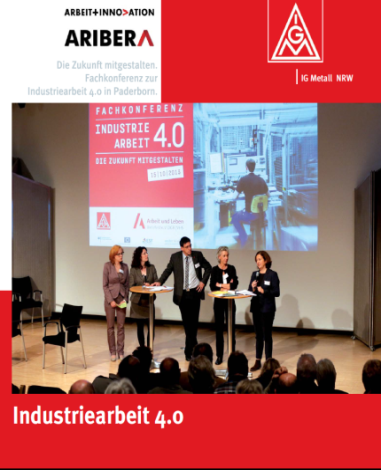 ARBEIT+INNOVATION
ARIBERA
Die Zukunft mitgestalten.
Fachkonferenz zur
Industriearbeit 4.0 in Paderborn.
IGM
IG Metall NRW
FACHKONFERENZ
INDUSTRIE
ARBEIT 4.0
DIE ZUKUNFT MITGESTALTEN
Arbeit und Leben
Industriearbeit 4.0